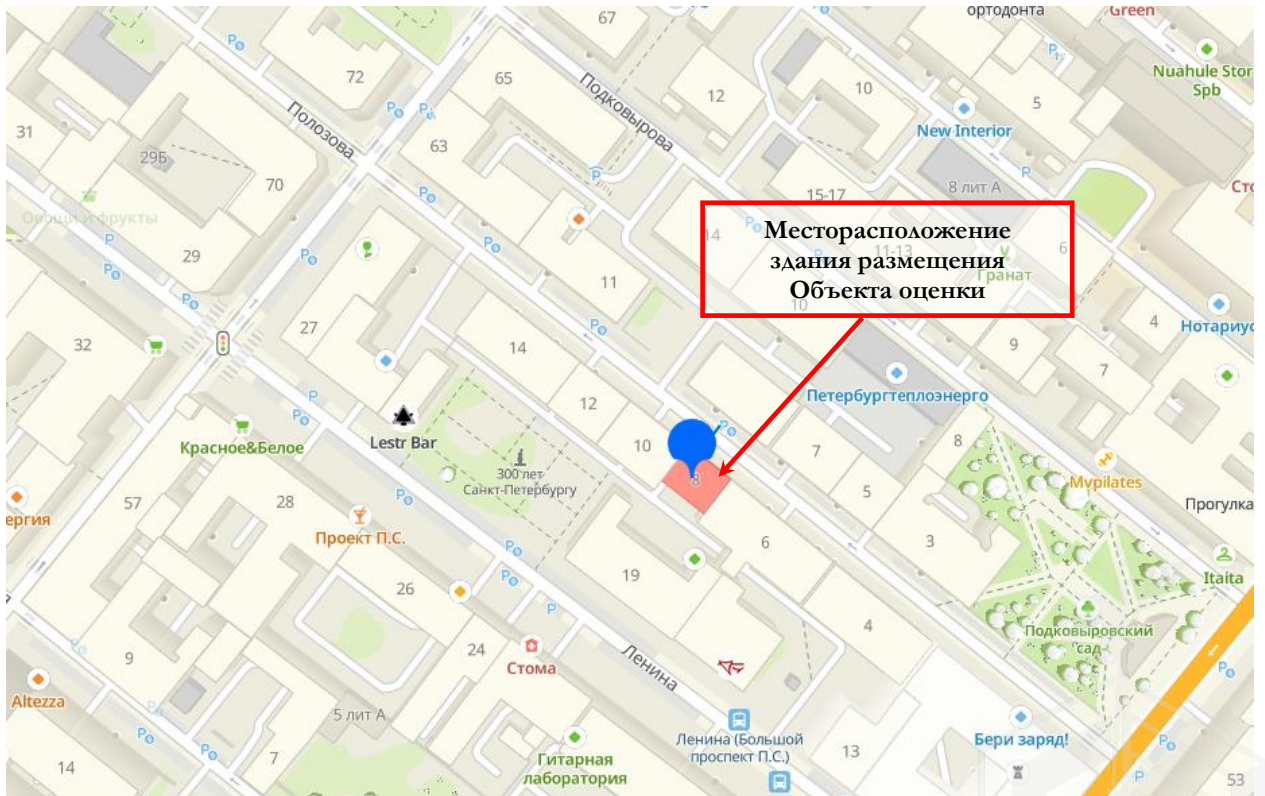 67
ортодонта
Green
72
65
Подковырова
12
10
5
Nuahule Stor
Spb
New Interior
31
Полозова
63
29Б
70
15-17
8 лит А
Сто
Овощи и фрукты
Месторасположение
здания размещения
Объекта оценки
14
11-13
6
Гранат
29
11
10
27
4
Нотариус
32
14
9
7
Петербургтеплоэнерго
12
Lestr Bar
Красное&Белое
10
7
8
300 лет
Санкт-Петербургу
8
Mvpilates
57
28
5
Прогулка
ергия
Проект П.С.
6
3
19
Itaita
26
4
Подковыровский
сад
9
24
Стома
Ленина
Altezza
5 лит А
Ленина (Большой
проспект П.С.)
13
Бери заряд!
14
7
Гитарная
лаборатория
53